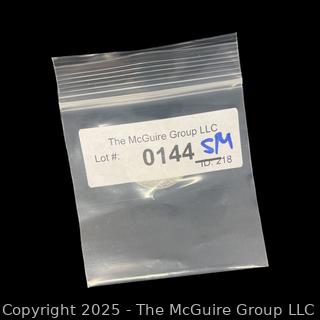 The McGuire Group LLC
Lot #: 0144 SM
ID: 218
Copyright 2025 - The McGuire Group LLC